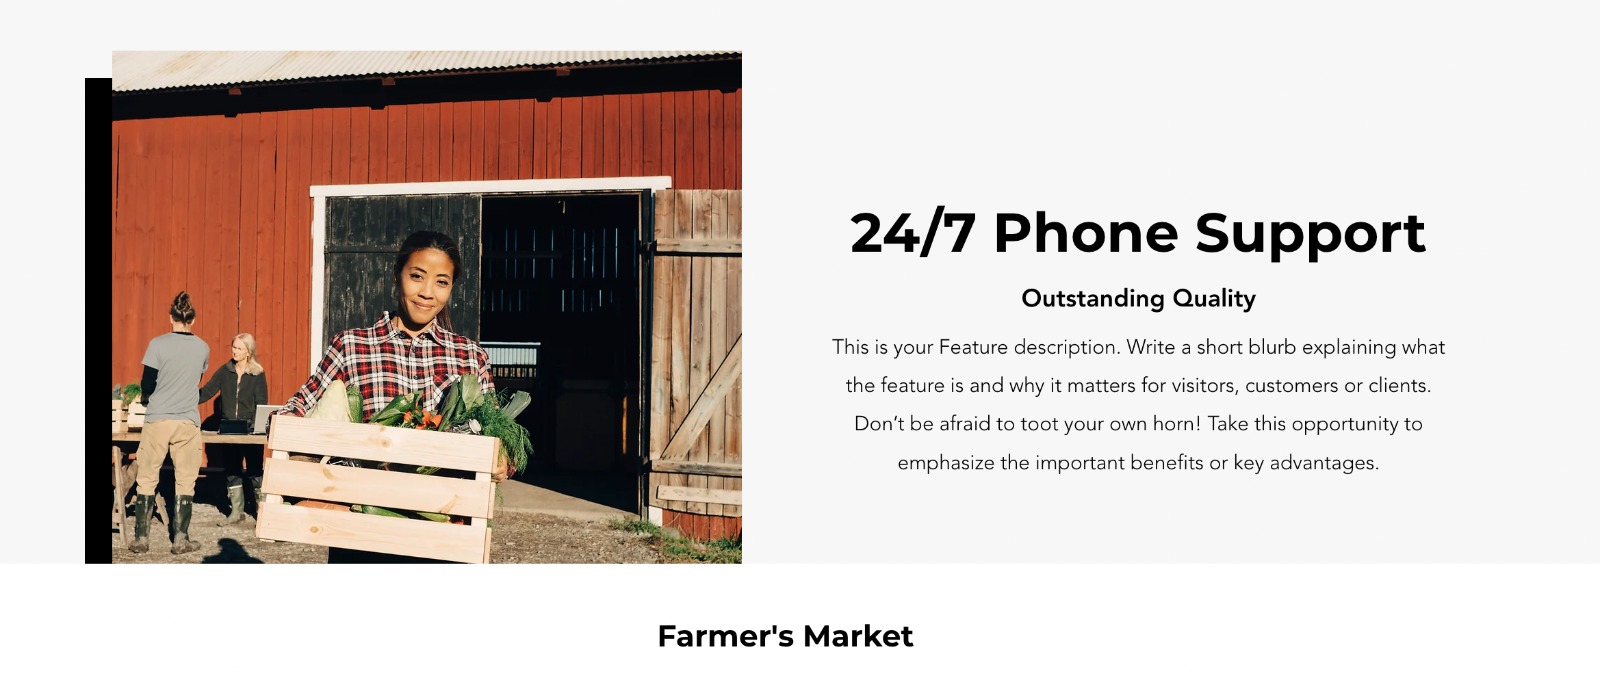 24/7 Phone Support
Outstanding Quality
This is your Feature description. Write a short blurb explaining what
the feature is and why it matters for visitors, customers or clients.
Don’t be afraid to toot your own horn! Take this opportunity to
emphasize the important benefits or key advantages.
Farmer's Market